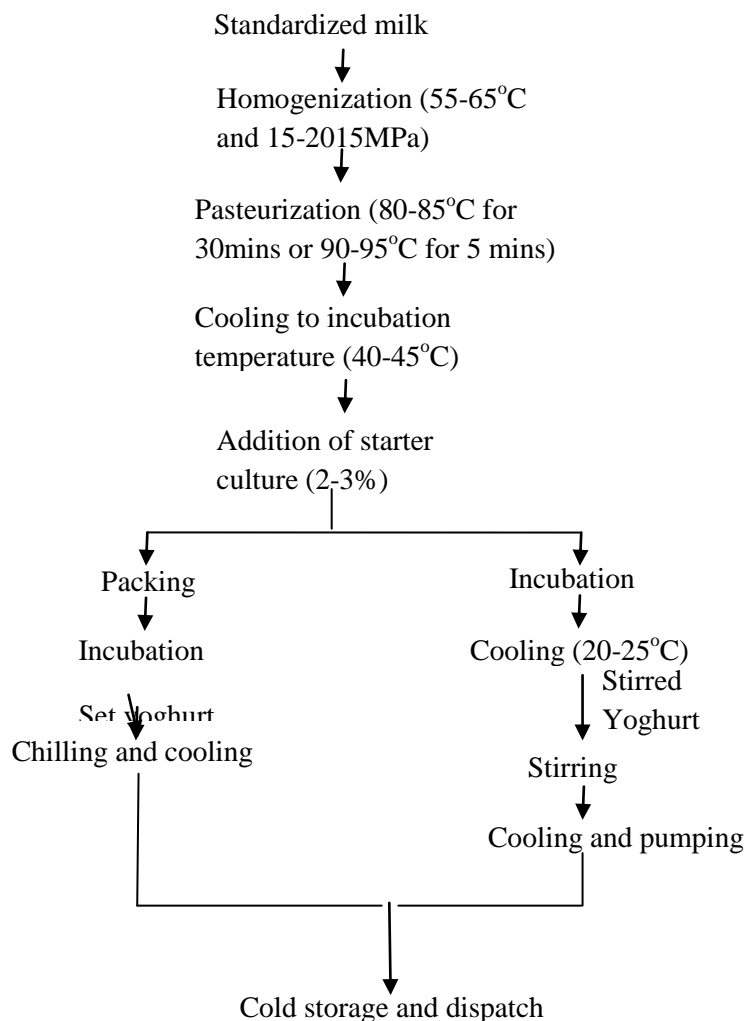 Standardized milk
Homogenization (55-65°C
and 15-2015MPa)
Pasteurization (80-85°C for
30mins or 90-95°C for 5 mins)
Cooling to incubation
temperature (40-45°C)
Addition of starter
culture (2-3%)
Packing
Incubation
Set yoghurt
Chilling and cooling
Incubation
Cooling (20-25°C)
Stirred
Yoghurt
Stirring
Cooling and pumping
Cold storage and dispatch